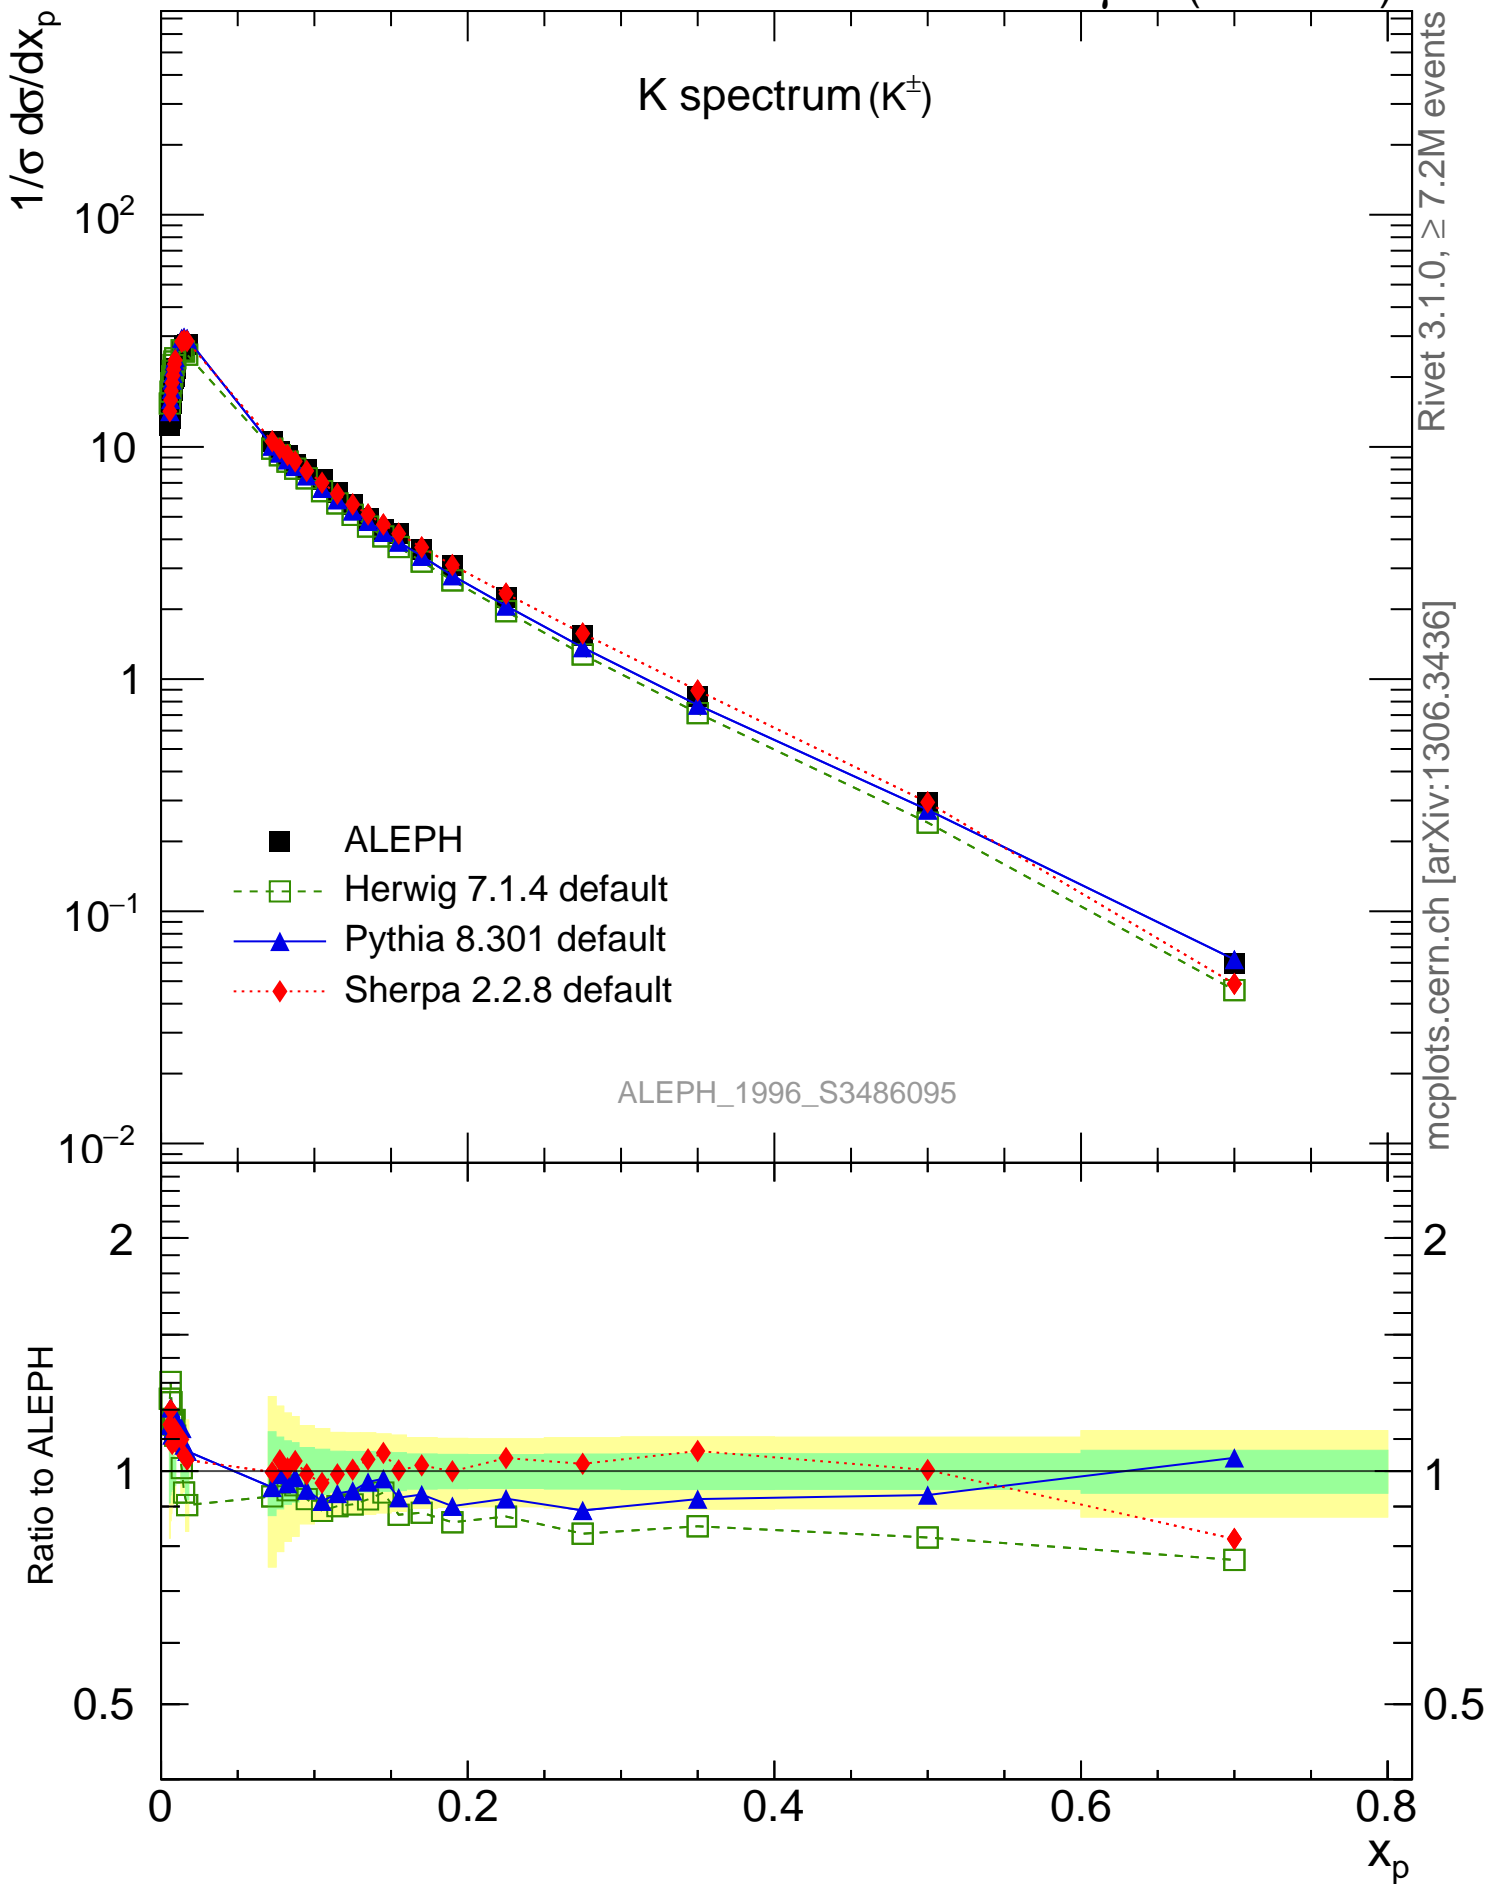 1/σ dσ/dx_p
K spectrum (K^±)
10^2
10
1
10^−1
10^−2
ALEPH
Herwig 7.1.4 default
Pythia 8.301 default
Sherpa 2.2.8 default
ALEPH_1996_S3486095
Rivet 3.1.0, ≥ 7.2M events
mcplots.cern.ch [arXiv:1306.3436]
Ratio to ALEPH
2
1
0.5
2
1
0.5
0 0.2 0.4 0.6 0.8
x_p